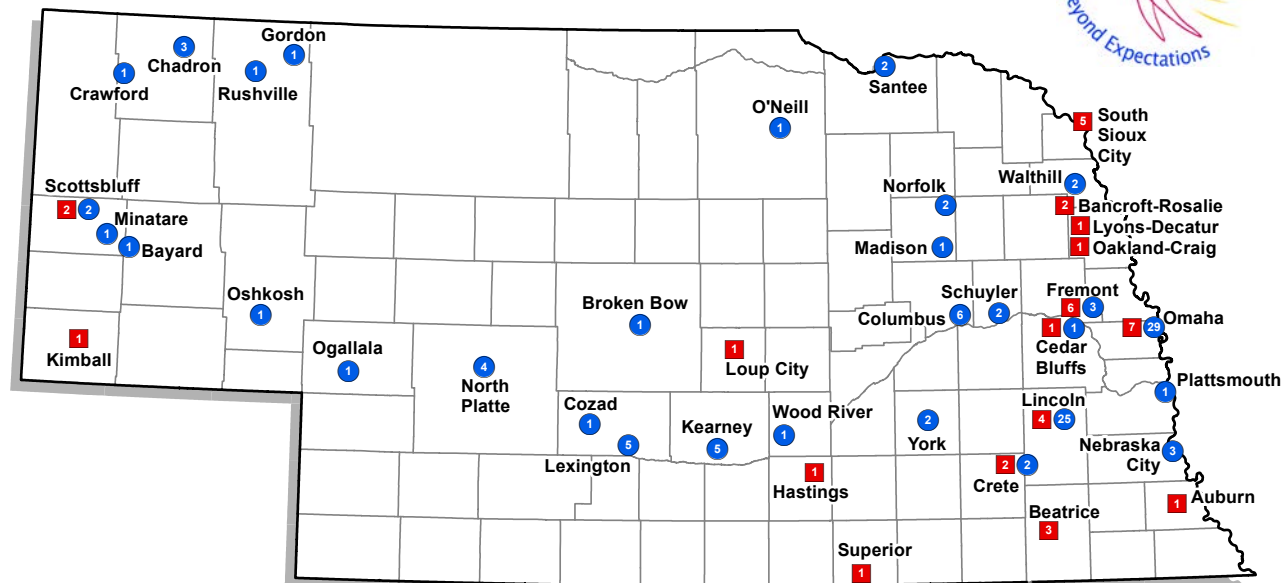 eyond Expectations
Gordon
1
3
Chadron
1
Crawford
1
Rushville
2
Santee
O'Neill
1
5
South
Sioux
City
Walthill
2
Scottsbluff
2
2
Minatare
1
1
Bayard
Norfolk
2
2
Bancroft-Rosalie
1
Lyons-Decatur
1
Oakland-Craig
Madison
1
Oshkosh
1
Broken Bow
1
Schuyler
2
Columbus
6
Fremont
6
3
1
1
Cedar
Bluffs
7
29
Omaha
1
Kimball
Ogallala
1
4
North
Platte
1
Loup City
Plattsmouth
1
Cozad
1
5
Lexington
Kearney
5
Wood River
1
2
York
Lincoln
4
25
Nebraska
City
3
1
Hastings
2
2
Crete
1
Auburn
Beatrice
3
Superior
1